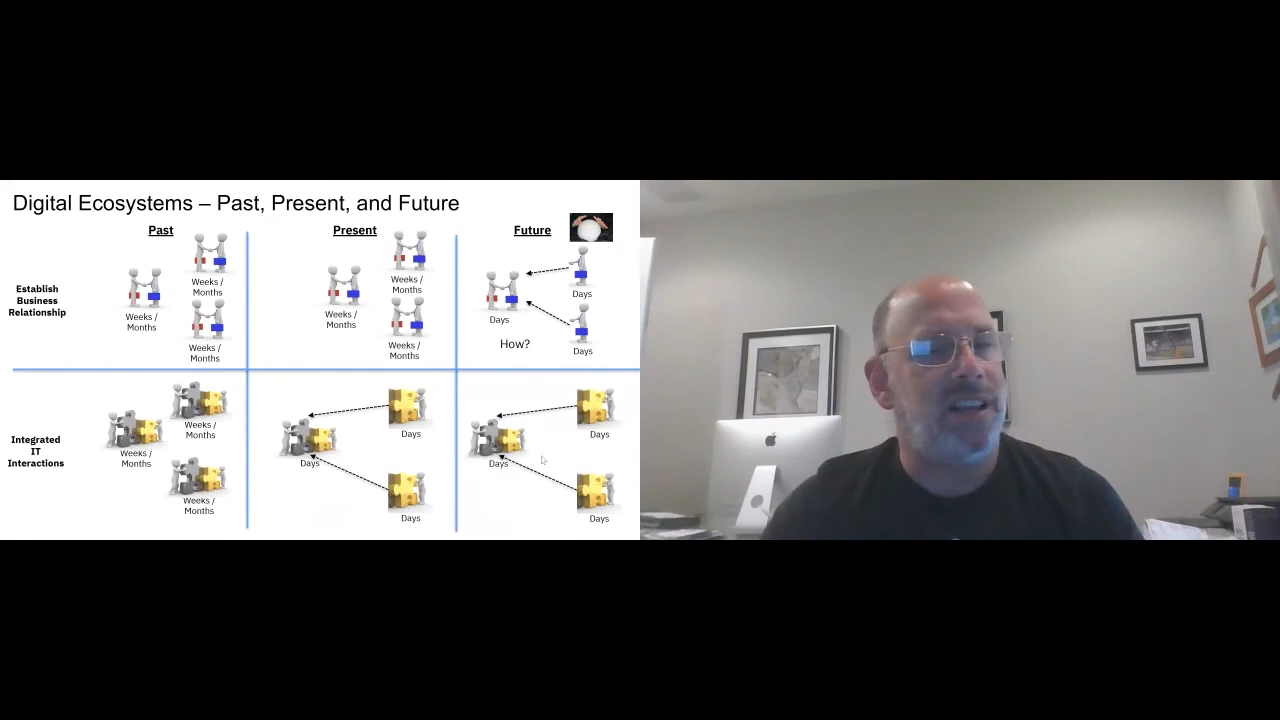 Digital Ecosystems – Past, Present, and Future
Past
Present
Future
Establish
Business
Relationship
Weeks /
Months
Weeks /
Months
Weeks /
Months
Weeks /
Months
Weeks /
Months
Weeks /
Months
Days
Days
Days
How?
Integrated
IT
Interactions
Weeks /
Months
Weeks /
Months
Weeks /
Months
Days
Days
Days
Days
Days
Days